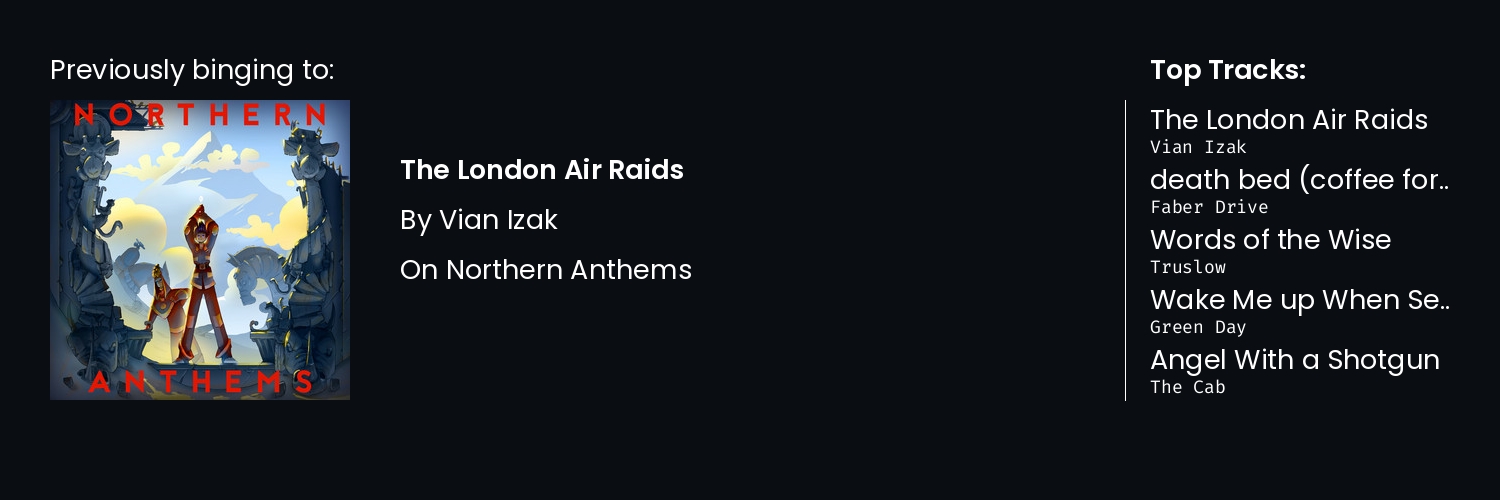 Previously binging to:
NORTHERN
ANTHEMS
The London Air Raids
By Vian Izak
On Northern Anthems
Top Tracks:
The London Air Raids
Vian Izak
death bed (coffee for..
Faber Drive
Words of the Wise
Truslow
Wake Me up When Se..
Green Day
Angel With a Shotgun
The Cab